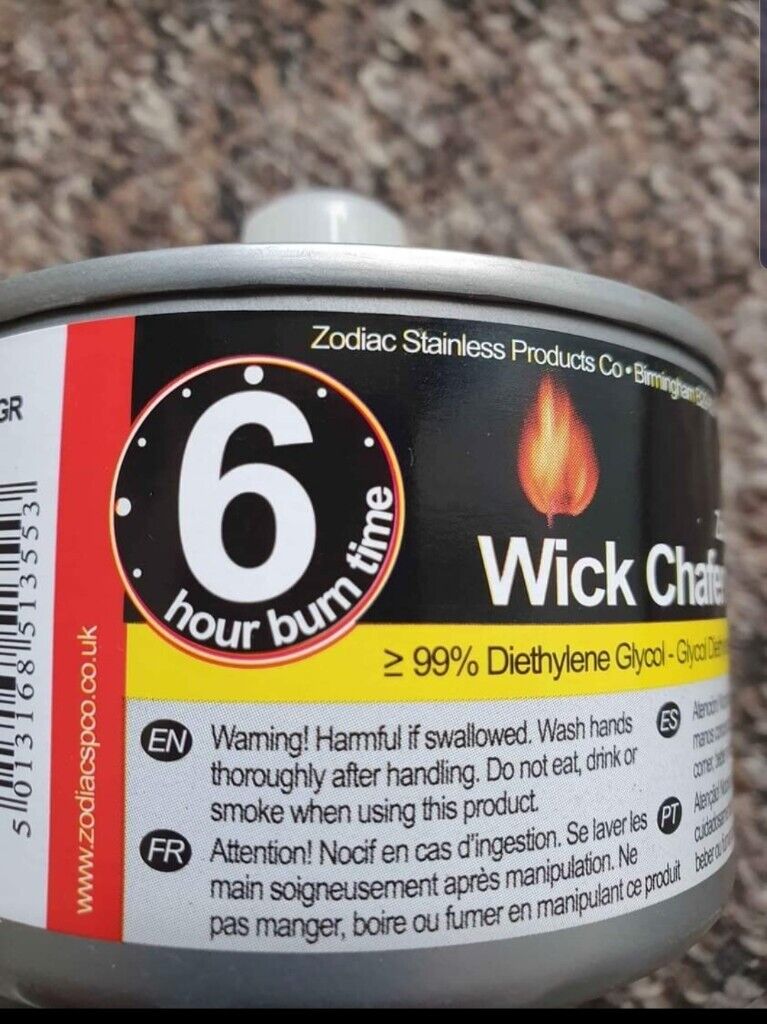 Zodiac Stainless Products Co • Birmingham
GR
6
hour burn time
Wick Chafer
≥ 99% Diethylene Glycol - Glycol
5 013168 513553
www.zodiacspco.co.uk
EN Warning! Harmful if swallowed. Wash hands
thoroughly after handling. Do not eat, drink or
smoke when using this product.
FR Attention! Nocif en cas d'ingestion. Se laver les
main soigneusement après manipulation. Ne
pas manger, boire ou fumer en manipulant ce produit
ES
PT